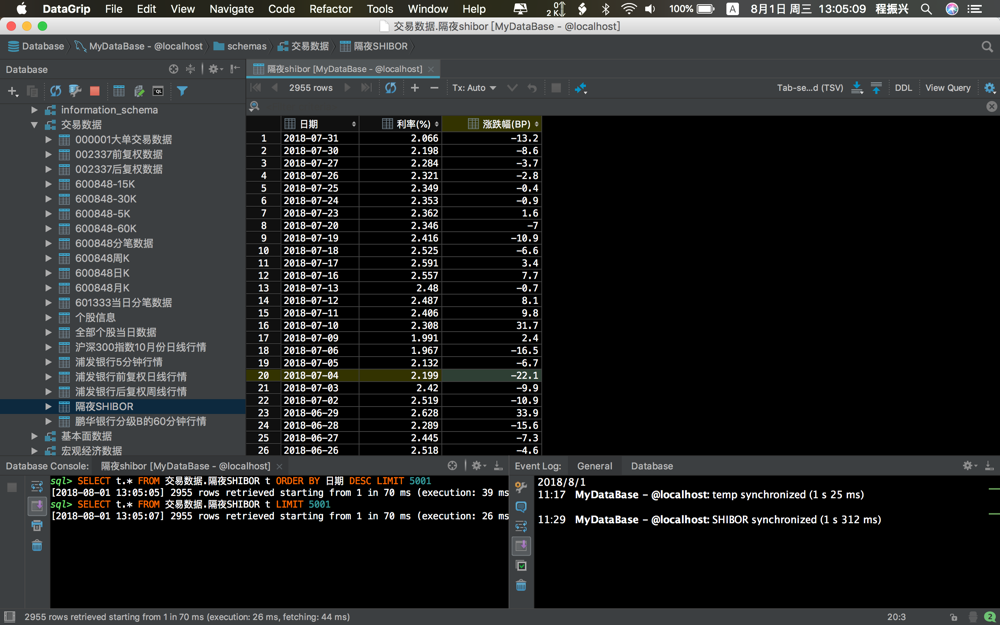 DataGrip File Edit View Navigate Code Refactor Tools Window Help 100% A 8月1日 周三 13:05:09 程振兴
交易数据.隔夜shibor [MyDataBase - @localhost]
Database MyDataBase - @localhost schemas 交易数据 隔夜SHIBOR
Database
隔夜shibor [MyDataBase - @localhost]
2955 rows Tx: Auto Tab-se...d (TSV) DDL View Query
information_schema
交易数据
000001大单交易数据
002337前复权数据
002337后复权数据
600848-15K
600848-30K
600848-5K
600848-60K
600848分笔数据
600848周K
600848日K
600848月K
601333当日分笔数据
个股信息
全部个股当日数据
沪深300指数10月份日线行情
浦发银行5分钟行情
浦发银行前复权日线行情
浦发银行后复权周线行情
隔夜SHIBOR
鹏华银行分级B的60分钟行情
基本面数据
宏观经济数据
日期 利率(%) 涨跌幅(BP)
1 2018-07-31 2.066 -13.2
2 2018-07-30 2.198 -8.6
3 2018-07-27 2.284 -3.7
4 2018-07-26 2.321 -2.8
5 2018-07-25 2.349 -0.4
6 2018-07-24 2.353 -0.9
7 2018-07-23 2.362 1.6
8 2018-07-20 2.346 -7
9 2018-07-19 2.416 -10.9
10 2018-07-18 2.525 -6.6
11 2018-07-17 2.591 3.4
12 2018-07-16 2.557 7.7
13 2018-07-13 2.48 -0.7
14 2018-07-12 2.487 8.1
15 2018-07-11 2.406 9.8
16 2018-07-10 2.308 31.7
17 2018-07-09 1.991 2.4
18 2018-07-06 1.967 -16.5
19 2018-07-05 2.132 -6.7
20 2018-07-04 2.199 -22.1
21 2018-07-03 2.42 -9.9
22 2018-07-02 2.519 -10.9
23 2018-06-29 2.628 33.9
24 2018-06-28 2.289 -15.6
25 2018-06-27 2.445 -7.3
26 2018-06-26 2.518 -4.6
Database Console: 隔夜shibor [MyDataBase - @localhost]
sql> SELECT t.* FROM 交易数据.隔夜SHIBOR t ORDER BY 日期 DESC LIMIT 5001
[2018-08-01 13:05:05] 2955 rows retrieved starting from 1 in 70 ms (execution: 39 ms
sql> SELECT t.* FROM 交易数据.隔夜SHIBOR t LIMIT 5001
[2018-08-01 13:05:07] 2955 rows retrieved starting from 1 in 70 ms (execution: 26 ms
Event Log: General Database
2018/8/1
11:17 MyDataBase - @localhost: temp synchronized (1 s 25 ms)
11:29 MyDataBase - @localhost: SHIBOR synchronized (1 s 312 ms)
2955 rows retrieved starting from 1 in 70 ms (execution: 26 ms, fetching: 44 ms) 20:3 2